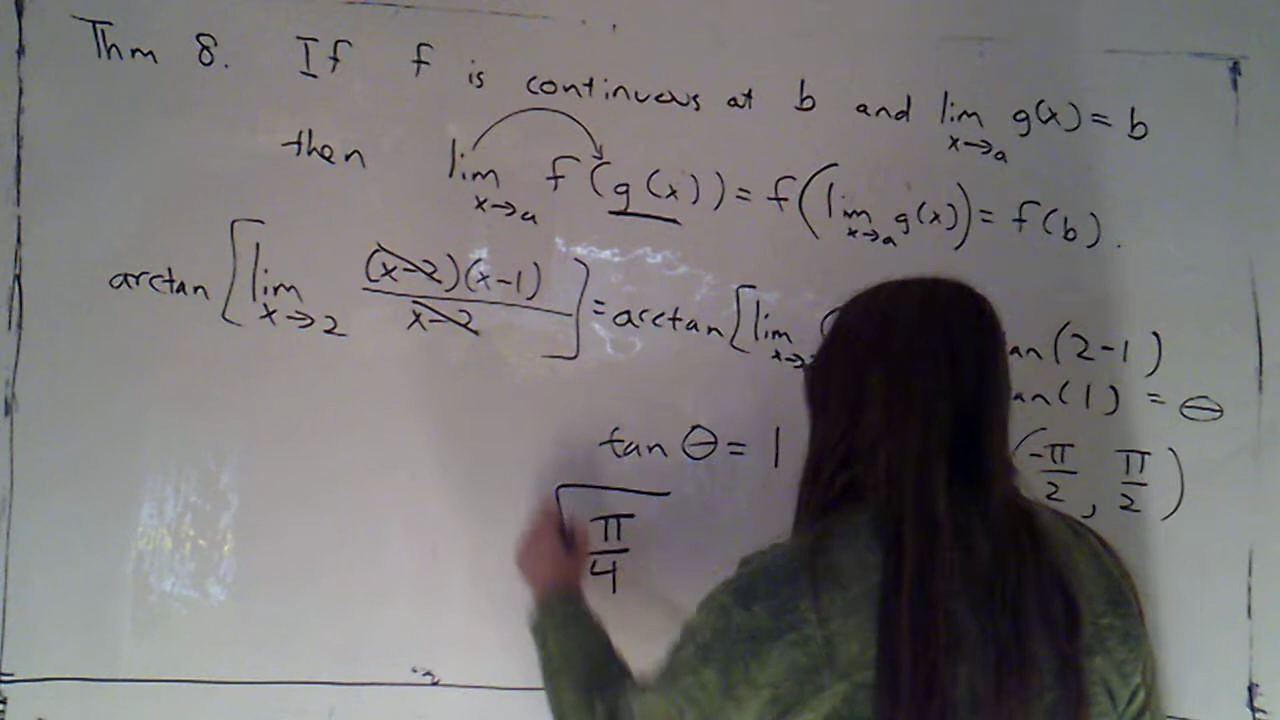 Thm 8. If f is continuous at b and lim x→a g(x) = b
then lim x→a f(g(x)) = f(lim x→a g(x)) = f(b).
arctan [lim x→2 (x-2)(x-1) / x-2] = arctan [lim x→ an(2-1)
an(1) = θ
tan θ = 1 (-π/2, π/2)
π/4